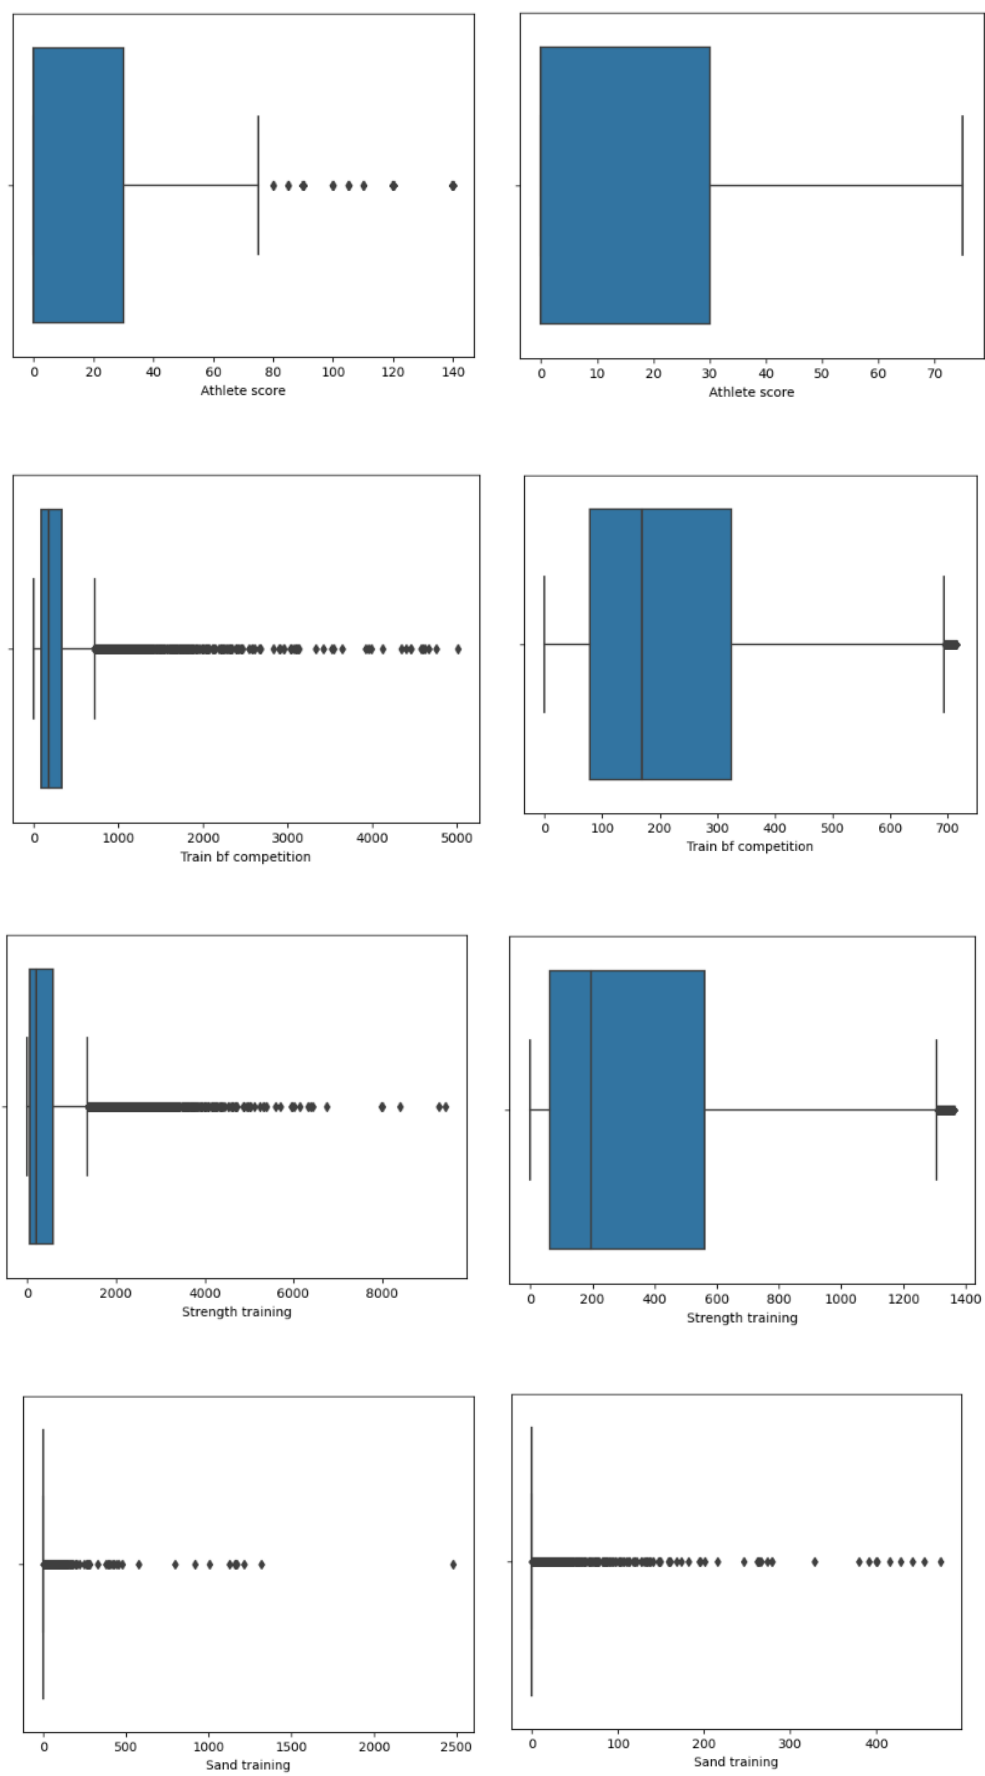 0 20 40 60 80 100 120 140
Athlete score
0 10 20 30 40 50 60 70
Athlete score
0 1000 2000 3000 4000 5000
Train bf competition
0 100 200 300 400 500 600 700
Train bf competition
0 2000 4000 6000 8000
Strength training
0 200 400 600 800 1000 1200 1400
Strength training
0 500 1000 1500 2000 2500
Sand training
0 100 200 300 400
Sand training